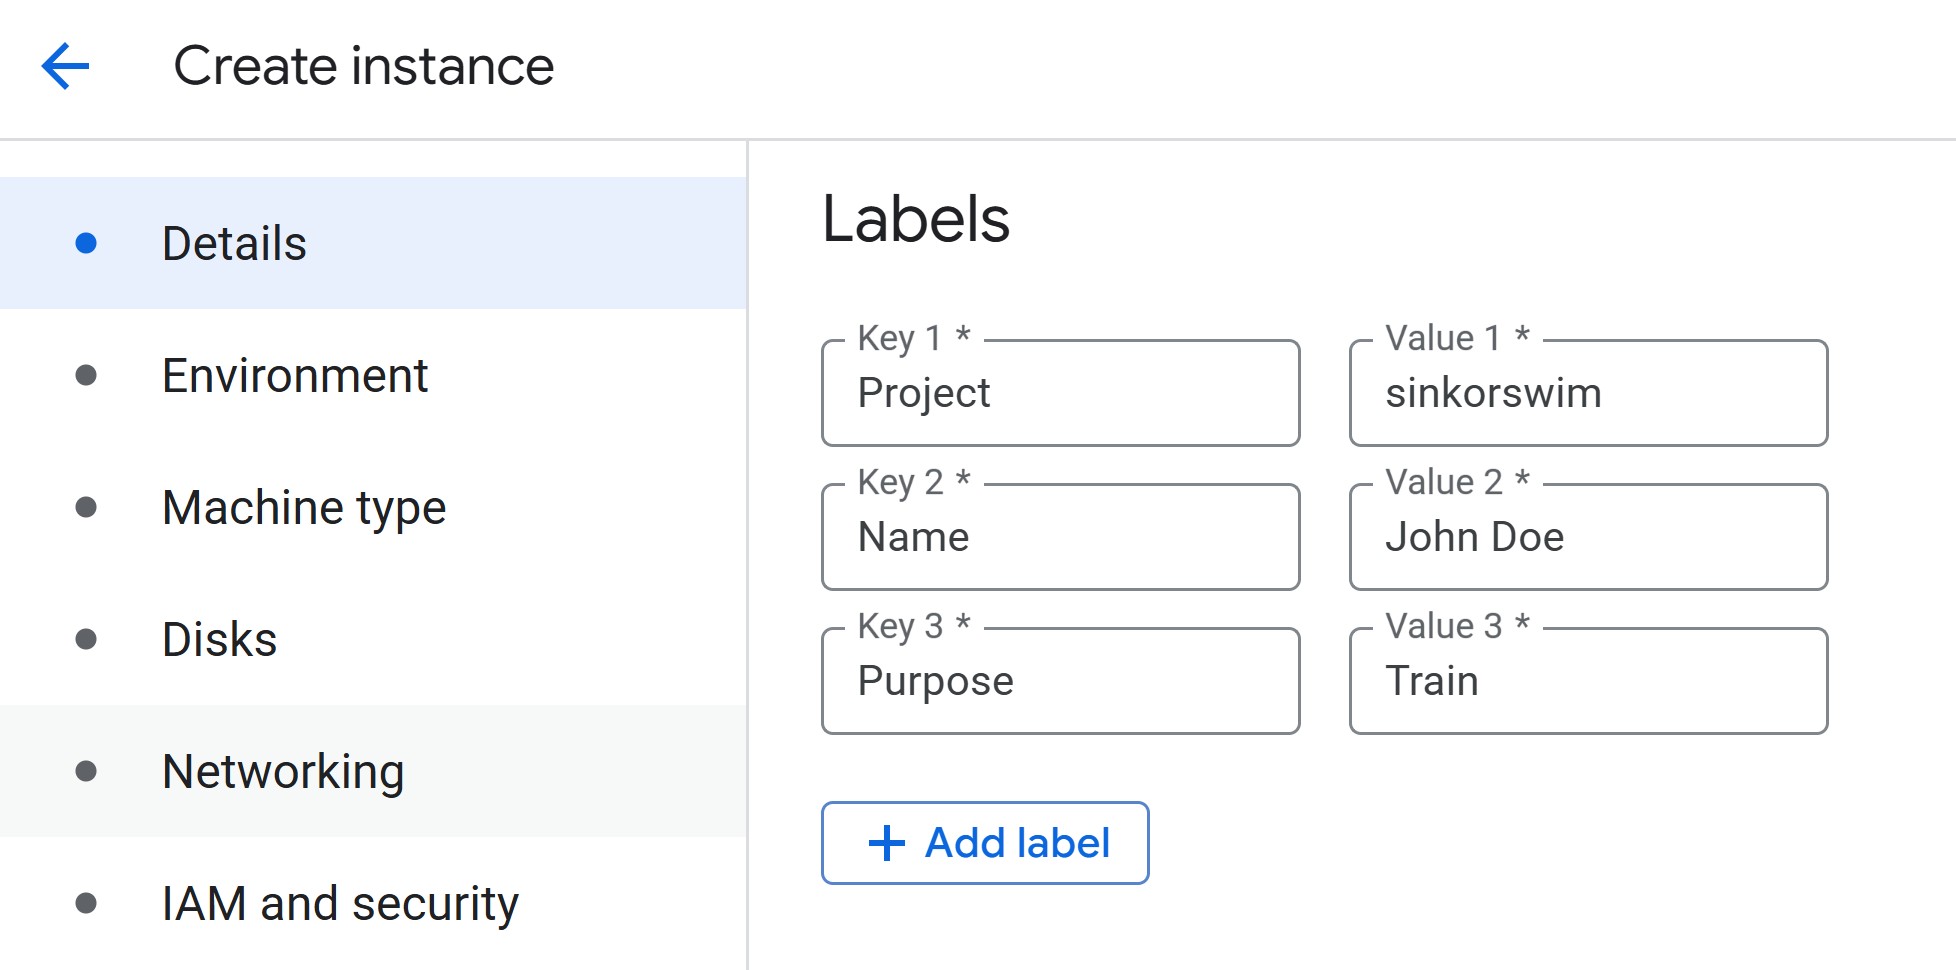 Create instance
Details
Environment
Machine type
Disks
Networking
IAM and security
Labels
Key 1 * Value 1 *
Project sinkorswim
Key 2 * Value 2 *
Name John Doe
Key 3 * Value 3 *
Purpose Train
+ Add label